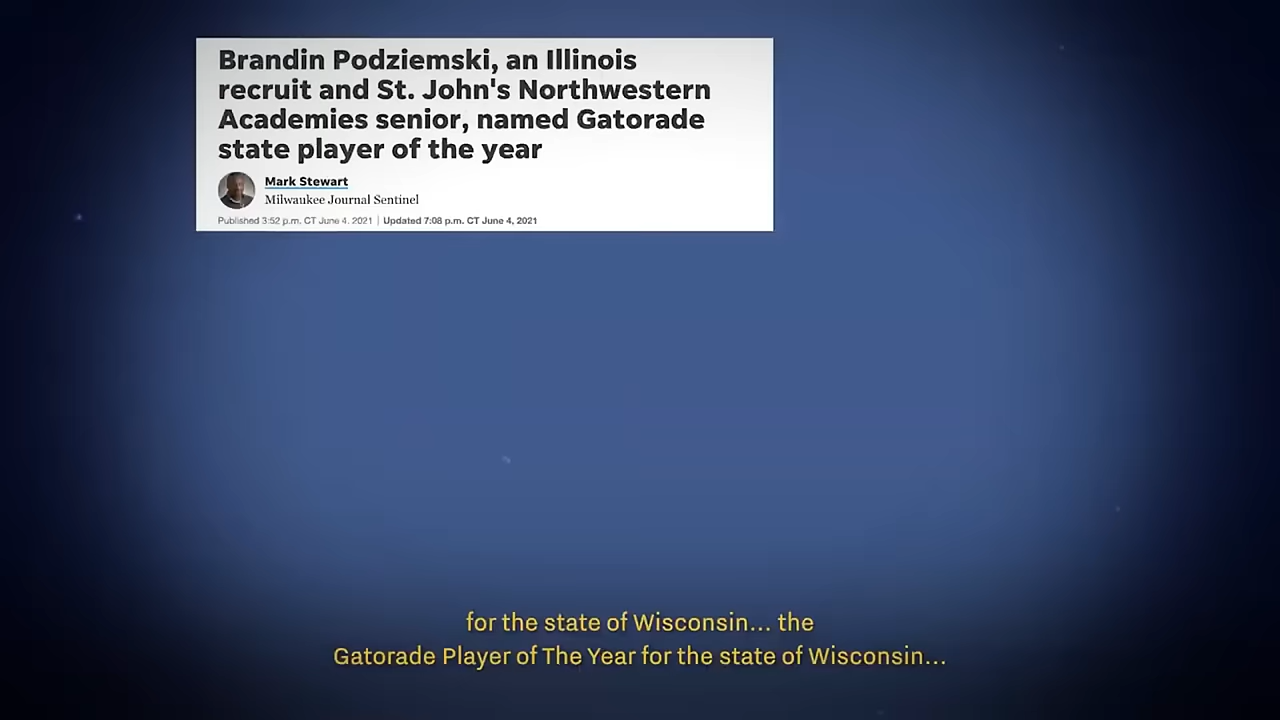 Brandin Podziemski, an Illinois
recruit and St. John's Northwestern
Academies senior, named Gatorade
state player of the year
Mark Stewart
Milwaukee Journal Sentinel
Published 3:52 p.m. CT June 4, 2021 | Updated 7:08 p.m. CT June 4, 2021
for the state of Wisconsin... the
Gatorade Player of The Year for the state of Wisconsin...